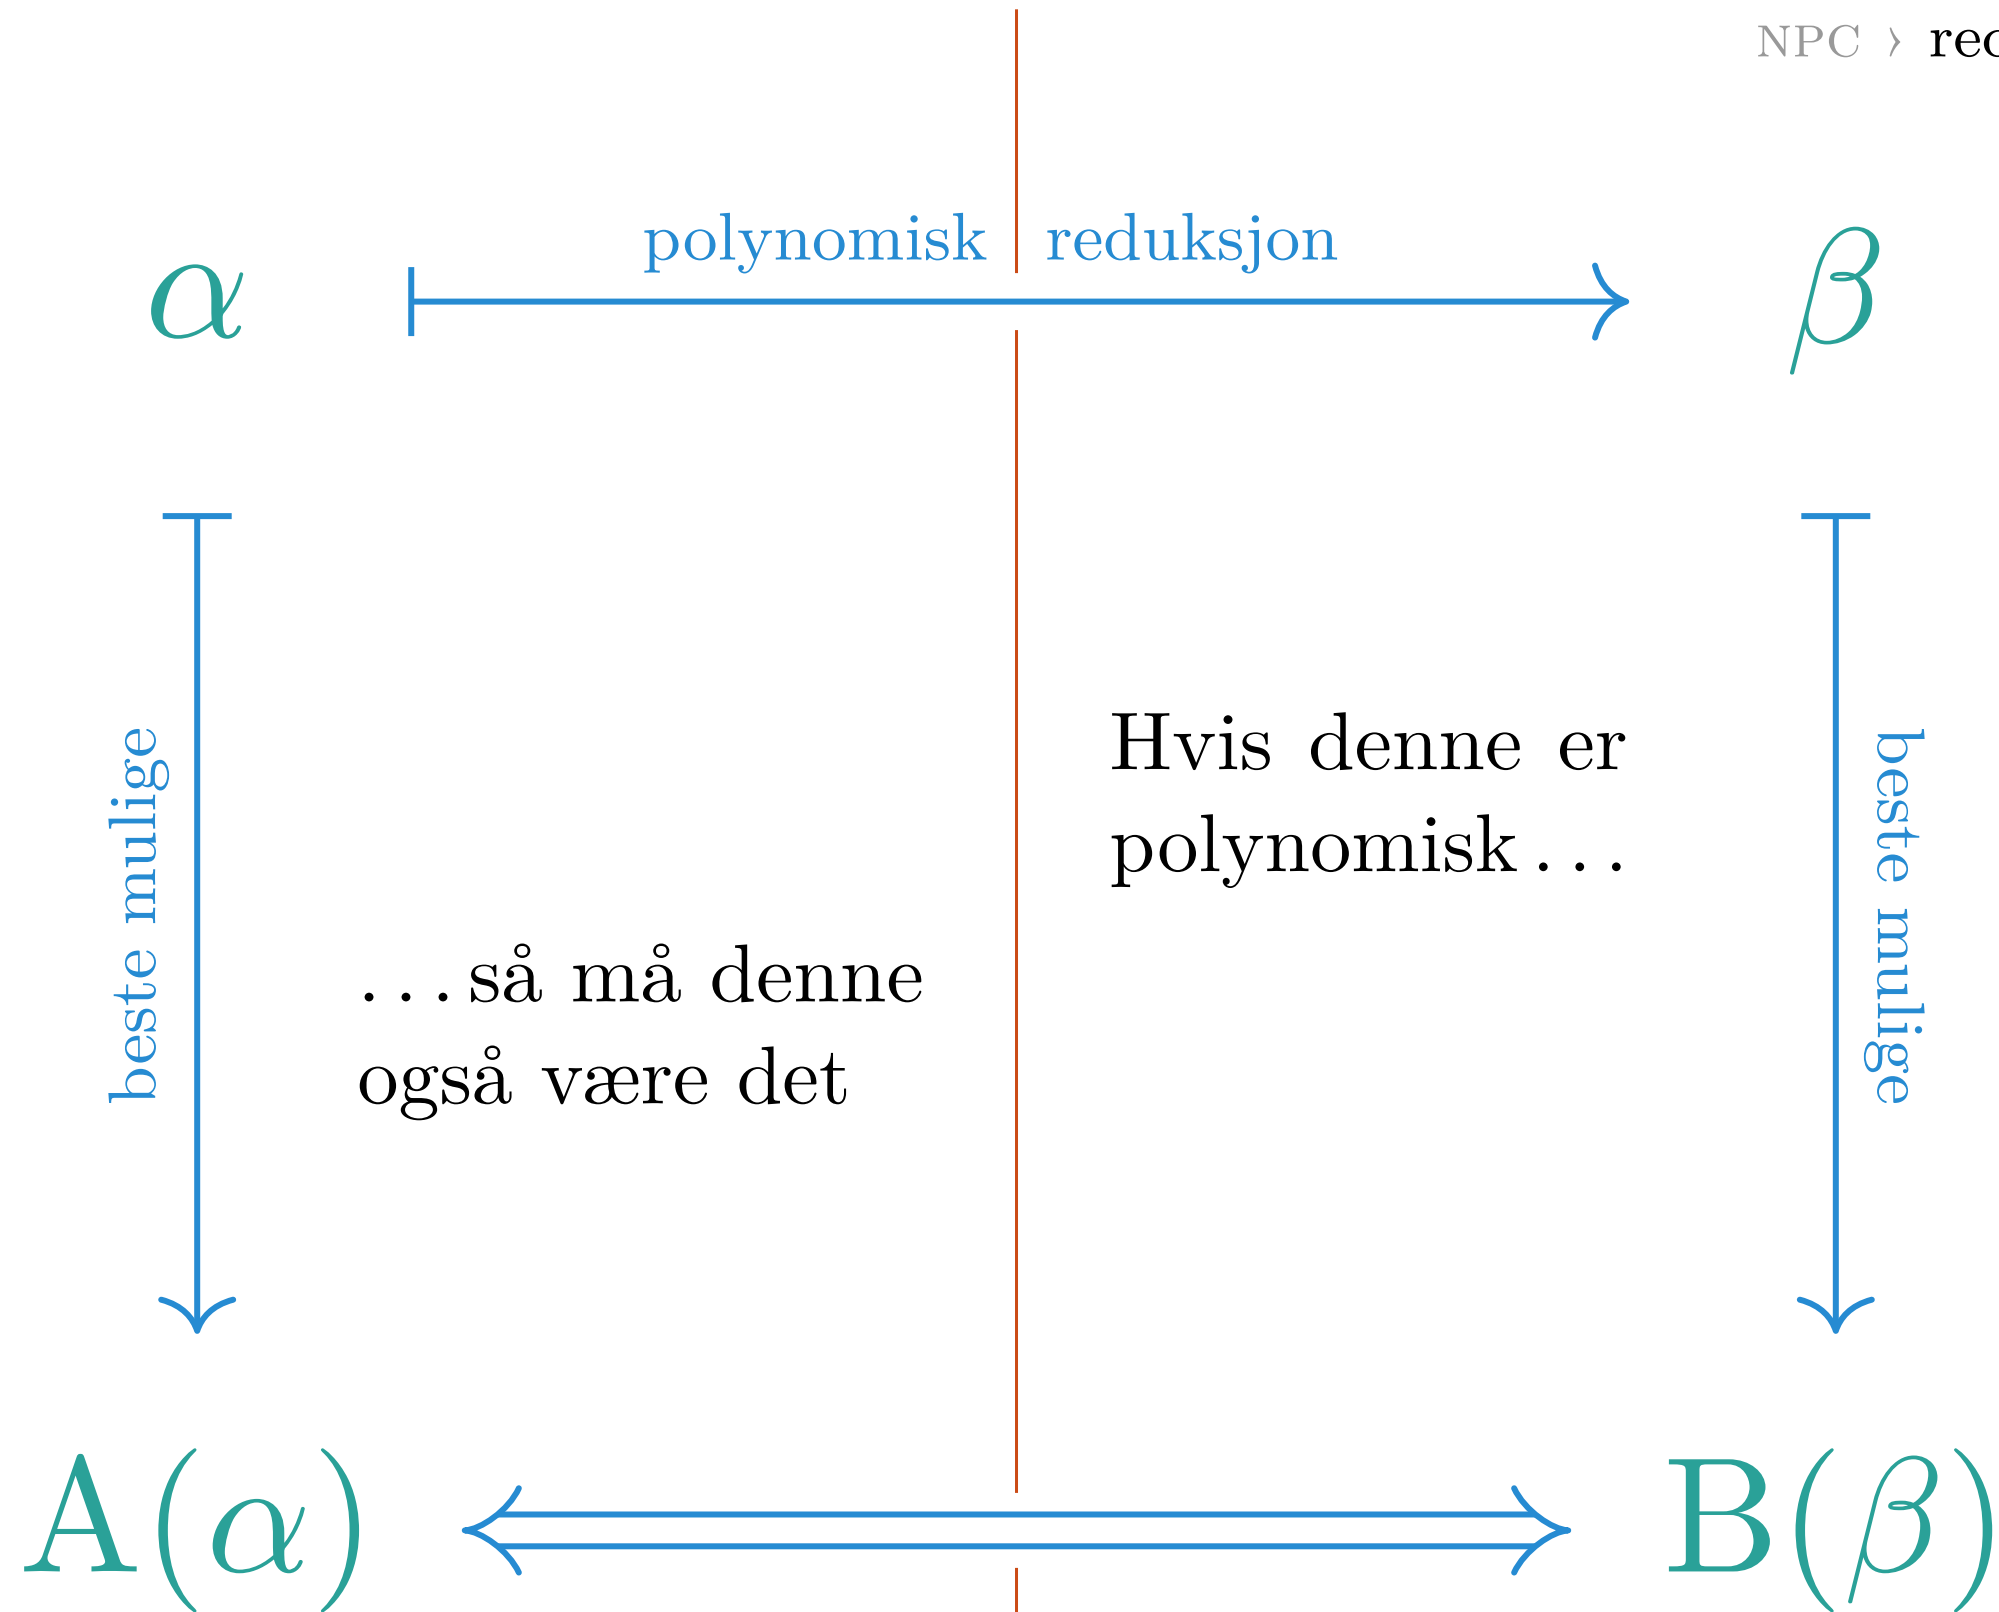 NPC › 
polynomisk reduksjon
α
β
beste mulige
Hvis denne er
polynomisk...
beste mulige
...så må denne
også være det
A(α)
B(β)